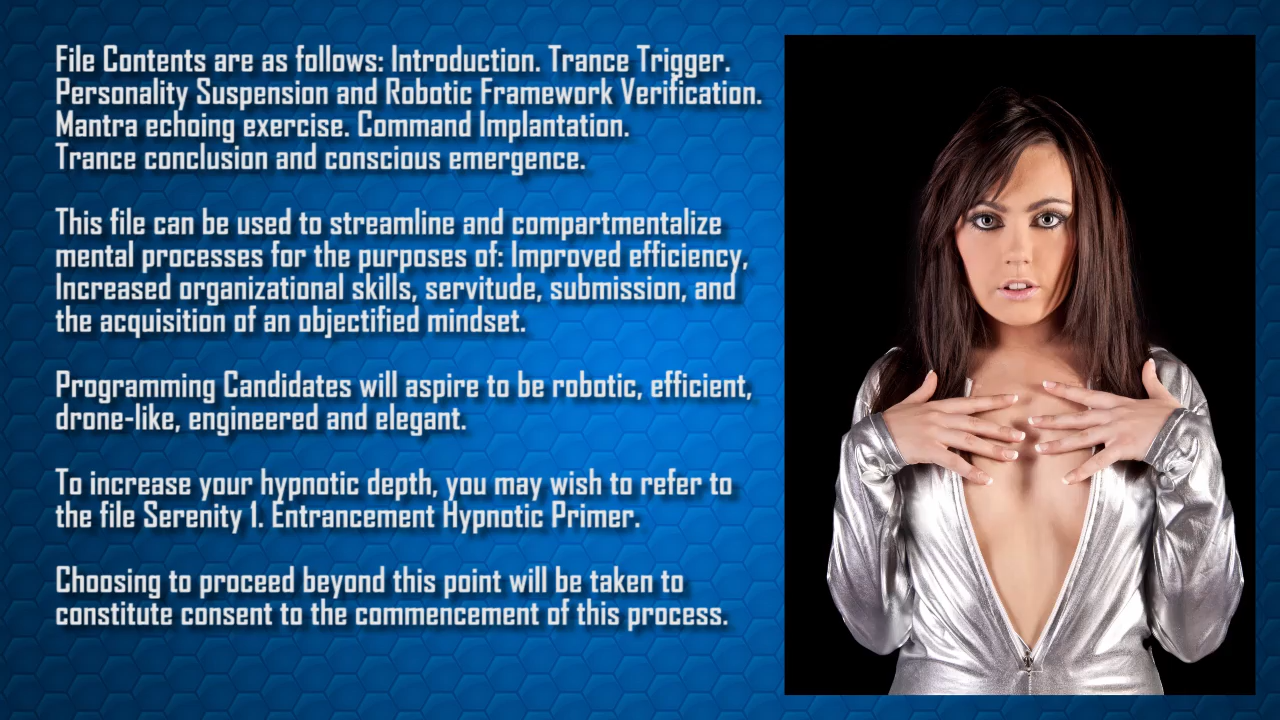 File Contents are as follows: Introduction. Trance Trigger.
Personality Suspension and Robotic Framework Verification.
Mantra echoing exercise. Command Implantation.
Trance conclusion and conscious emergence.
This file can be used to streamline and compartmentalize
mental processes for the purposes of: Improved efficiency,
Increased organizational skills, servitude, submission, and
the acquisition of an objectified mindset.
Programming Candidates will aspire to be robotic, efficient,
drone-like, engineered and elegant.
To increase your hypnotic depth, you may wish to refer to
the file Serenity 1. Entrancement Hypnotic Primer.
Choosing to proceed beyond this point will be taken to
constitute consent to the commencement of this process.